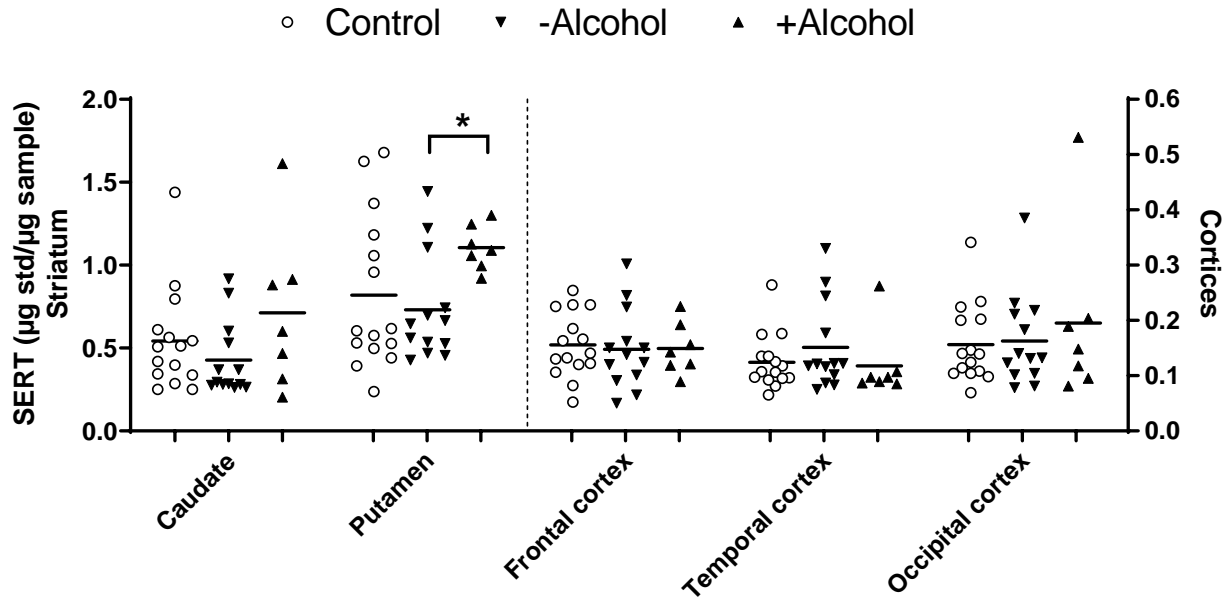 Control -Alcohol +Alcohol
SERT (µg std/µg sample)
Striatum
2.0
1.5
1.0
0.5
0.0
*
0.6
0.5
0.4
0.3
0.2
0.1
0.0
Cortices
Caudate
Putamen
Frontal cortex
Temporal cortex
Occipital cortex